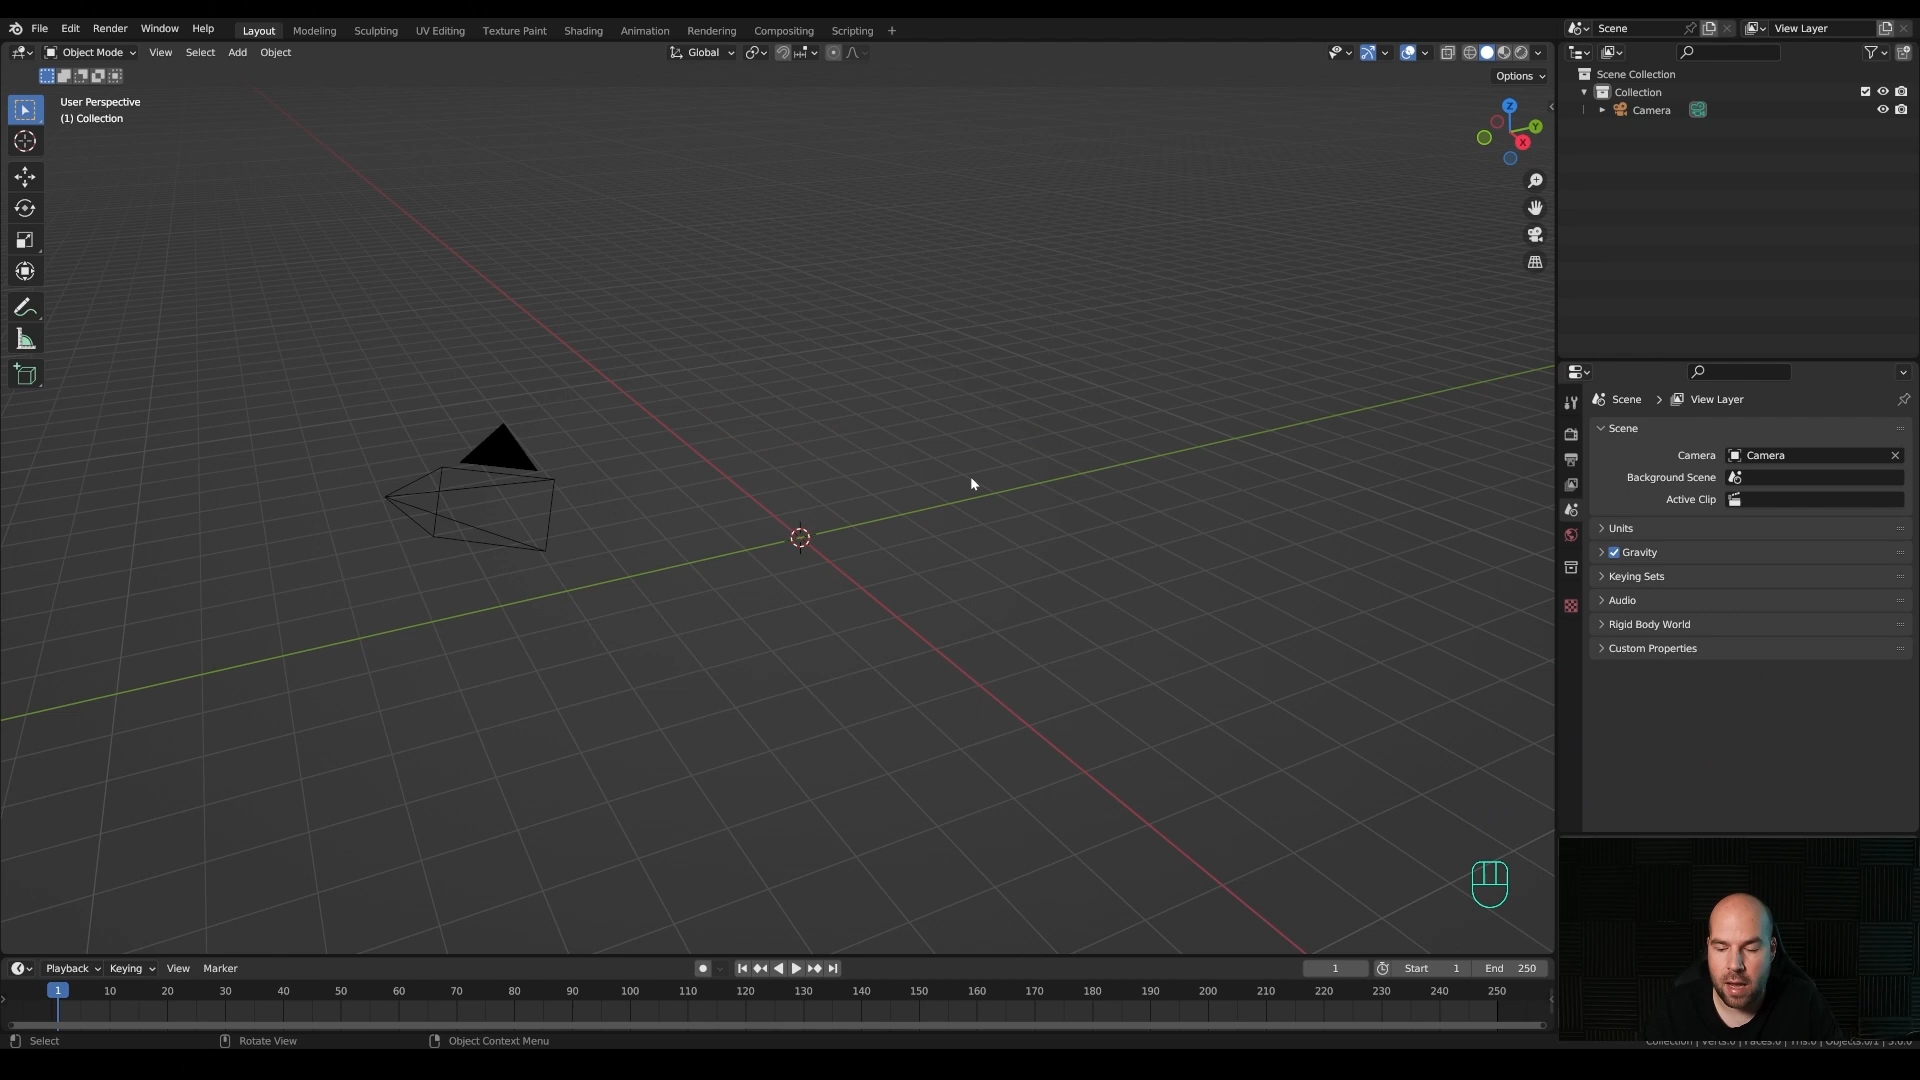 File Edit Render Window Help Layout Modeling Sculpting UV Editing Texture Paint Shading Animation Rendering Compositing Scripting + Scene View Layer
Object Mode View Select Add Object Global
Options
User Perspective
(1) Collection
Z
Y
X
Scene Collection
Collection
Camera
Scene > View Layer
Scene
Camera Camera
Background Scene
Active Clip
Units
Gravity
Keying Sets
Audio
Rigid Body World
Custom Properties
Playback Keying View Marker 1 Start 1 End 250
1 10 20 30 40 50 60 70 80 90 100 110 120 130 140 150 160 170 180 190 200 210 220 230 240 250
Select Rotate View Object Context Menu